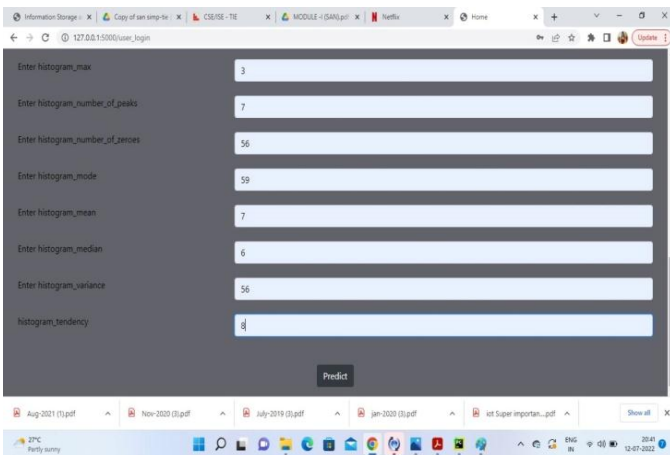 Information Storage
Copy of san simp-tie
CSE/ISE - TIE
MODULE -I (SAN).pdf
Netflix
Home
127.0.0.1:5000/user_login
Update
Enter histogram_max
3
Enter histogram_number_of_peaks
7
Enter histogram_number_of_zeroes
56
Enter histogram_mode
59
Enter histogram_mean
7
Enter histogram_median
6
Enter histogram_variance
56
histogram_tendency
8
Predict
Aug-2021 (1).pdf
Nov-2020 (3).pdf
July-2019 (3).pdf
jan-2020 (3).pdf
iot Super importan....pdf
Show all
27°C
Partly sunny
ENG
IN
20:41
12-07-2022